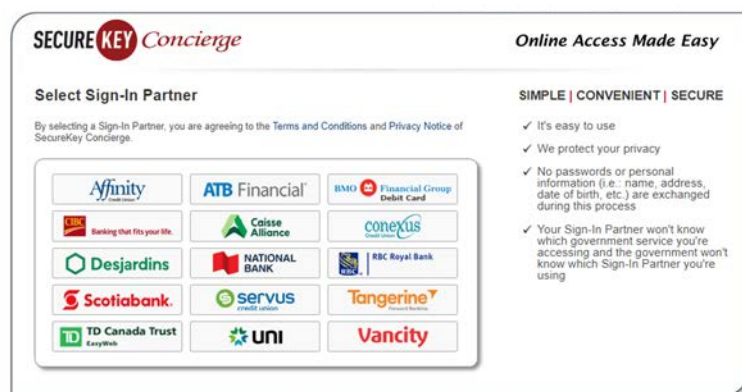 SECUREKEY Concierge
Online Access Made Easy
Select Sign-In Partner
By selecting a Sign-In Partner, you are agreeing to the Terms and Conditions and Privacy Notice of
SecureKey Concierge.
Affinity
Credit Union
ATB Financial
BMO Financial Group
Debit Card
CIBC
Banking that fits your life.
Caisse
Alliance
conexus
Credit Union
Desjardins
NATIONAL
BANK
RBC
RBC Royal Bank
Scotiabank
servus
credit union
Tangerine
Forward Banking
TD
TD Canada Trust
EasyWeb
UNI
Vancity
SIMPLE | CONVENIENT | SECURE
✓ It's easy to use
✓ We protect your privacy
✓ No passwords or personal
information (i.e.: name, address,
date of birth, etc.) are exchanged
during this process
✓ Your Sign-In Partner won't know
which government service you're
accessing and the government won't
know which Sign-In Partner you're
using